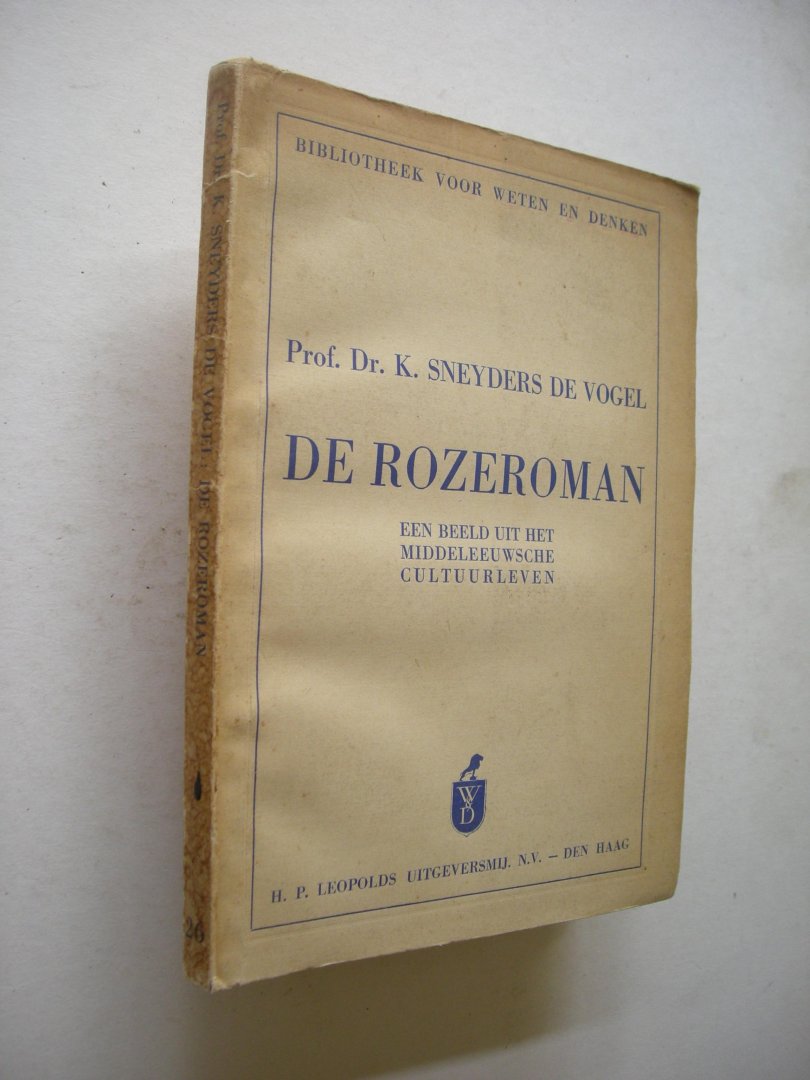 BIBLIOTHEEK VOOR WETEN EN DENKEN
Prof. Dr. K. SNEYDERS DE VOGEL
DE ROZEROMAN
EEN BEELD UIT HET
MIDDELEEUWSCHE
CULTUURLEVEN
W
&
D
H. P. LEOPOLDS UITGEVERSMIJ. N.V. — DEN HAAG
Prof. Dr. K. SNEYDERS DE VOGEL: DE ROZEROMAN
26